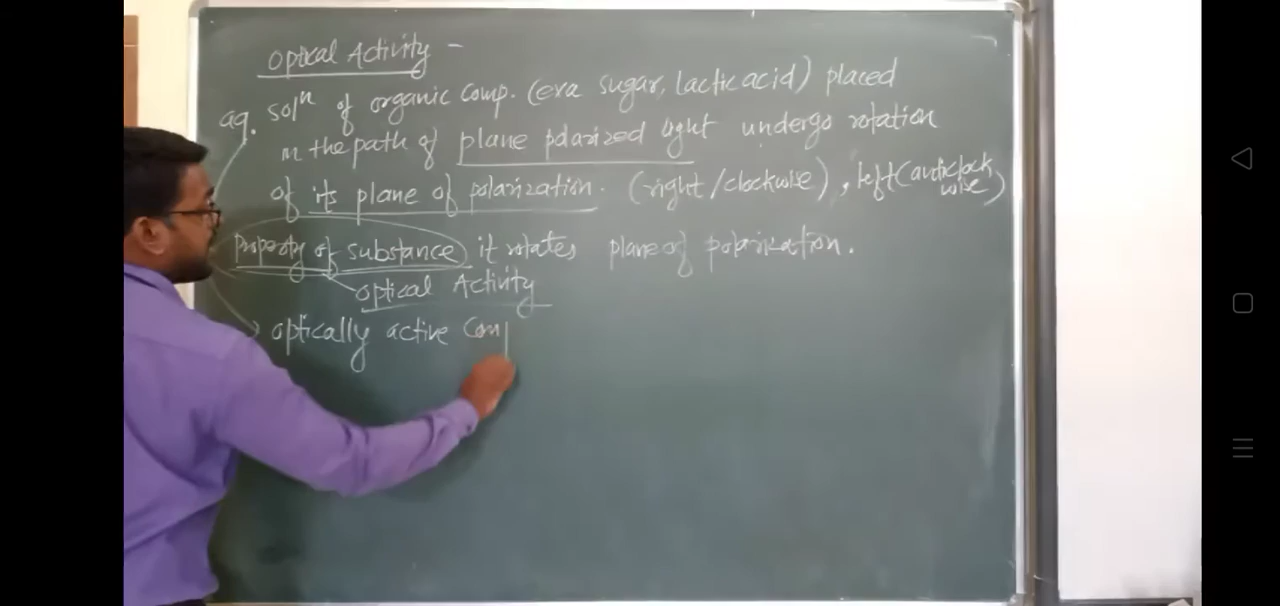 Optical Activity -
aq. solⁿ of organic comp. (cane sugar, lactic acid) placed
in the path of plane polarized light undergo rotation
of its plane of polarization. (right/clockwise), left (anticlock
wise)
property of substance it rotates plane of polarization.
optical Activity
optically active comp